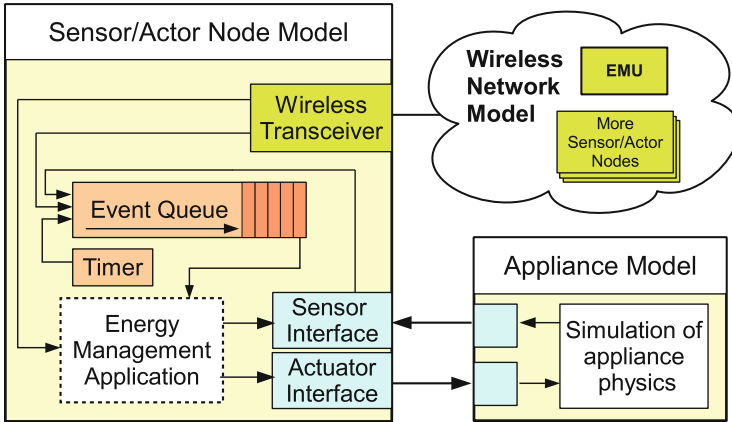 Sensor/Actor Node Model
Wireless
Transceiver
Event Queue
Timer
Energy
Management
Application
Sensor
Interface
Actuator
Interface
Wireless
Network
Model
EMU
More
Sensor/Actor
Nodes
Appliance Model
Simulation of
appliance
physics